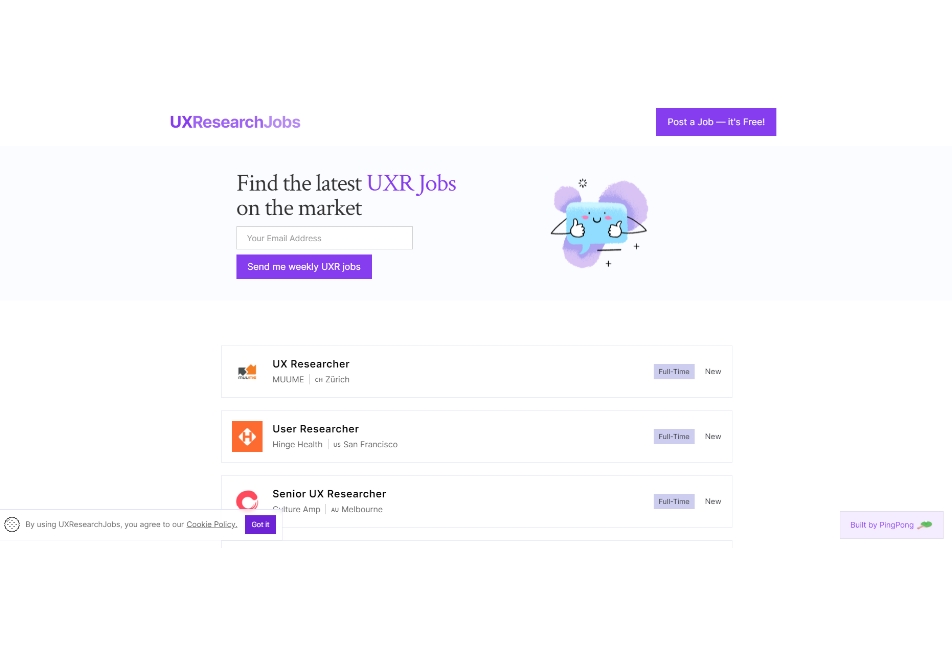 UXResearchJobs
Post a Job — it's Free!
Find the latest UXR Jobs
on the market
Your Email Address
Send me weekly UXR jobs
UX Researcher
MUUME | CH Zürich
Full-Time
New
User Researcher
Hinge Health | US San Francisco
Full-Time
New
Senior UX Researcher
Culture Amp | AU Melbourne
Full-Time
New
By using UXResearchJobs, you agree to our Cookie Policy.
Got it
Built by PingPong